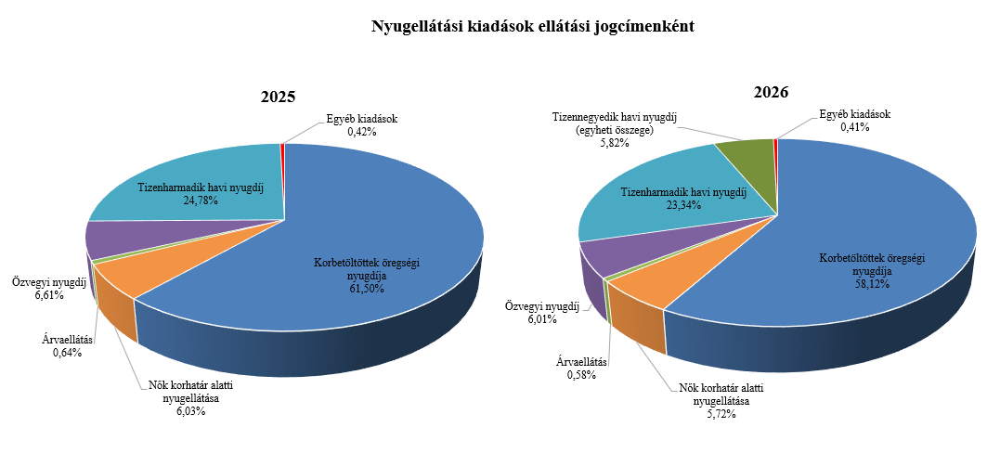 Nyugellátási kiadások ellátási jogcímenként
2025
Egyéb kiadások
0,42%
Tizenharmadik havi nyugdíj
24,78%
Korbetöltöttek öregségi
nyugdíja
61,50%
Özvegyi nyugdíj
6,61%
Árvaellátás
0,64%
Nők korhatár alatti
nyugellátása
6,03%
2026
Tizennegyedik havi nyugdíj
(egyheti összege)
5,82%
Egyéb kiadások
0,41%
Tizenharmadik havi nyugdíj
23,34%
Korbetöltöttek öregségi
nyugdíja
58,12%
Özvegyi nyugdíj
6,01%
Árvaellátás
0,58%
Nők korhatár alatti
nyugellátása
5,72%